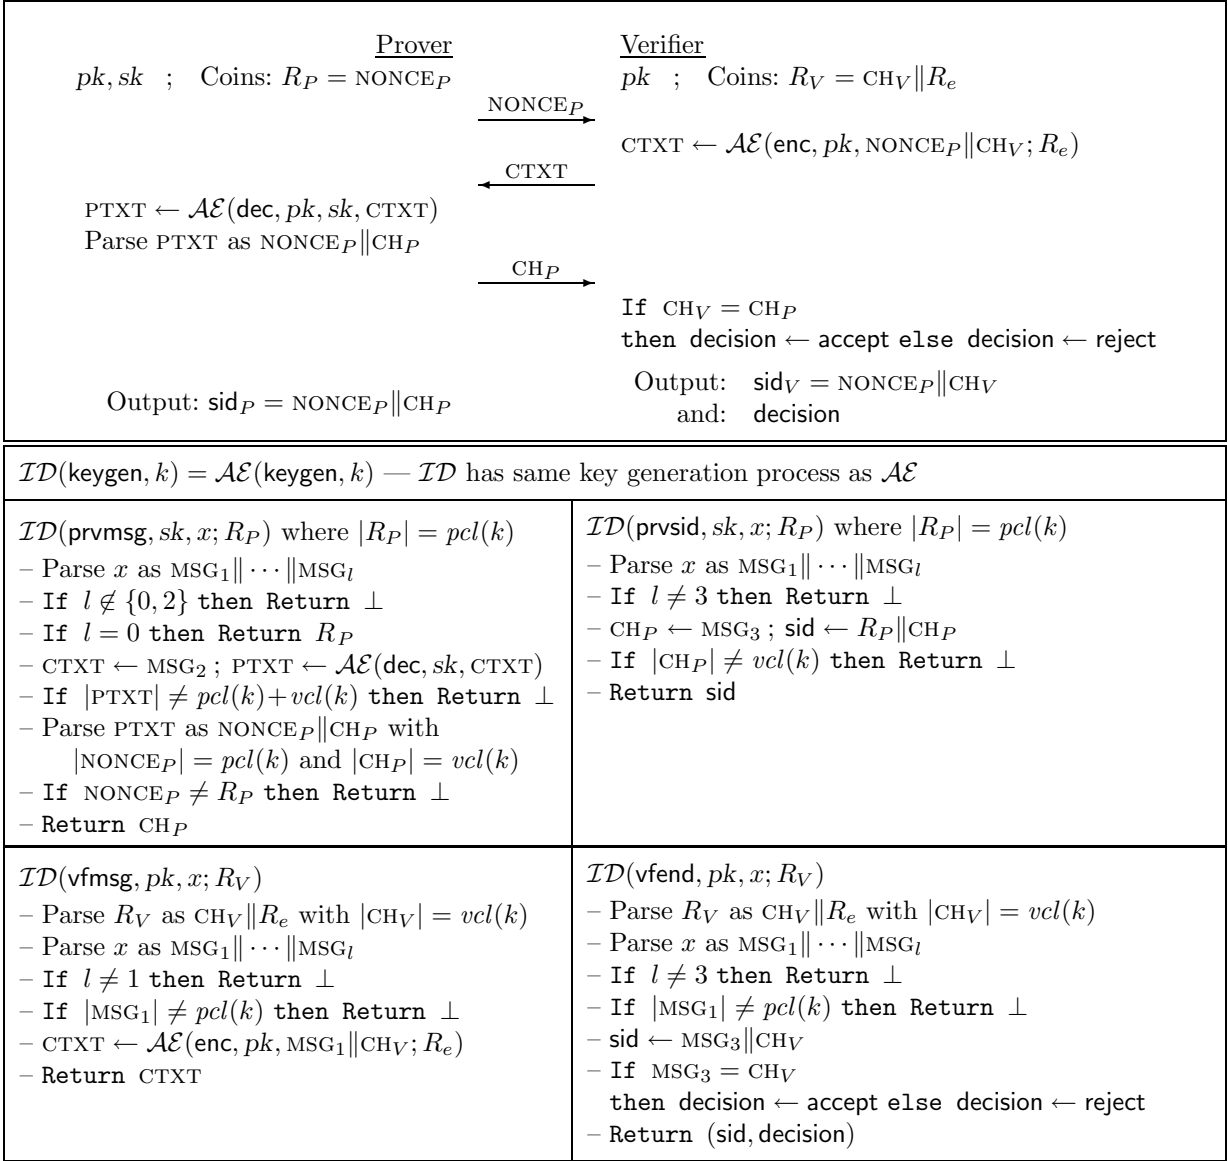 Prover Verifier
pk, sk ; Coins: R_P = NONCE_P pk ; Coins: R_V = CH_V‖R_e
NONCE_P
CTXT ← AE(enc, pk, NONCE_P‖CH_V; R_e)
CTXT
PTXT ← AE(dec, pk, sk, CTXT)
Parse PTXT as NONCE_P‖CH_P
CH_P
If CH_V = CH_P
then decision ← accept else decision ← reject
Output: sid_P = NONCE_P‖CH_P
Output: sid_V = NONCE_P‖CH_V
and: decision
ID(keygen, k) = AE(keygen, k) — ID has same key generation process as AE
ID(prvmsg, sk, x; R_P) where |R_P| = pcl(k)
– Parse x as MSG_1‖ ··· ‖MSG_l
– If l ∉ {0, 2} then Return ⊥
– If l = 0 then Return R_P
– CTXT ← MSG_2 ; PTXT ← AE(dec, sk, CTXT)
– If |PTXT| ≠ pcl(k)+vcl(k) then Return ⊥
– Parse PTXT as NONCE_P‖CH_P with
|NONCE_P| = pcl(k) and |CH_P| = vcl(k)
– If NONCE_P ≠ R_P then Return ⊥
– Return CH_P
ID(prvsid, sk, x; R_P) where |R_P| = pcl(k)
– Parse x as MSG_1‖ ··· ‖MSG_l
– If l ≠ 3 then Return ⊥
– CH_P ← MSG_3 ; sid ← R_P‖CH_P
– If |CH_P| ≠ vcl(k) then Return ⊥
– Return sid
ID(vfmsg, pk, x; R_V)
– Parse R_V as CH_V‖R_e with |CH_V| = vcl(k)
– Parse x as MSG_1‖ ··· ‖MSG_l
– If l ≠ 1 then Return ⊥
– If |MSG_1| ≠ pcl(k) then Return ⊥
– CTXT ← AE(enc, pk, MSG_1‖CH_V; R_e)
– Return CTXT
ID(vfend, pk, x; R_V)
– Parse R_V as CH_V‖R_e with |CH_V| = vcl(k)
– Parse x as MSG_1‖ ··· ‖MSG_l
– If l ≠ 3 then Return ⊥
– If |MSG_1| ≠ pcl(k) then Return ⊥
– sid ← MSG_3‖CH_V
– If MSG_3 = CH_V
then decision ← accept else decision ← reject
– Return (sid, decision)